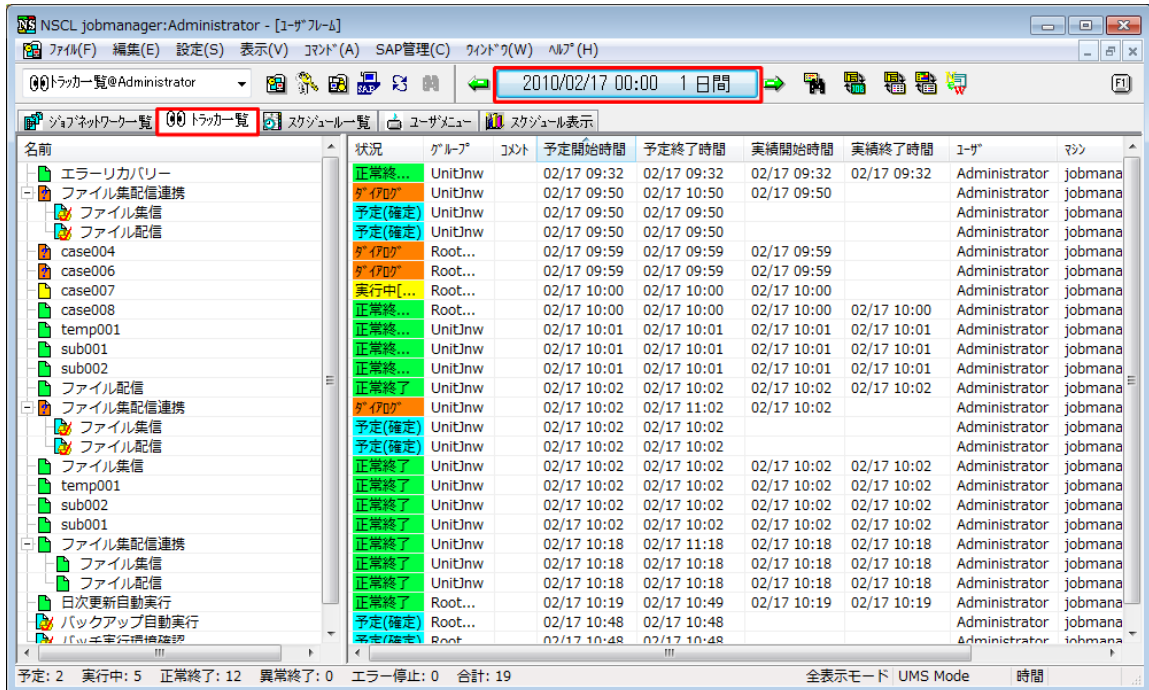 NSCL jobmanager:Administrator - [ﾕｰｻﾞﾌﾚｰﾑ]
ﾌｧｲﾙ(F) 編集(E) 設定(S) 表示(V) ｺﾏﾝﾄﾞ(A) SAP管理(C) ｳｨﾝﾄﾞｳ(W) ﾍﾙﾌﾟ(H)
ﾄﾗｯｶ一覧@Administrator SAP 2010/02/17 00:00 1 日間 F1
ｼﾞｮﾌﾞﾈｯﾄﾜｰｸ一覧 ﾄﾗｯｶ一覧 ｽｹｼﾞｭｰﾙ一覧 ﾕｰｻﾞﾒﾆｭｰ ｽｹｼﾞｭｰﾙ表示
名前 状況 ｸﾞﾙｰﾌﾟ ｺﾒﾝﾄ 予定開始時間 予定終了時間 実績開始時間 実績終了時間 ﾕｰｻﾞ ﾏｼﾝ
エラーリカバリー 正常終... UnitJnw 02/17 09:32 02/17 09:32 02/17 09:32 02/17 09:32 Administrator jobmana
ファイル集配信連携 ﾀﾞｲｱﾛｸﾞ UnitJnw 02/17 09:50 02/17 10:50 02/17 09:50 Administrator jobmana
ファイル集信 予定(確定) UnitJnw 02/17 09:50 02/17 09:50 Administrator jobmana
ファイル配信 予定(確定) UnitJnw 02/17 09:50 02/17 09:50 Administrator jobmana
case004 ﾀﾞｲｱﾛｸﾞ Root... 02/17 09:59 02/17 09:59 02/17 09:59 Administrator jobmana
case006 ﾀﾞｲｱﾛｸﾞ Root... 02/17 09:59 02/17 09:59 02/17 09:59 Administrator jobmana
case007 実行中[... Root... 02/17 10:00 02/17 10:00 02/17 10:00 Administrator jobmana
case008 正常終... Root... 02/17 10:00 02/17 10:00 02/17 10:00 02/17 10:00 Administrator jobmana
temp001 正常終... UnitJnw 02/17 10:01 02/17 10:01 02/17 10:01 02/17 10:01 Administrator jobmana
sub001 正常終... UnitJnw 02/17 10:01 02/17 10:01 02/17 10:01 02/17 10:01 Administrator jobmana
sub002 正常終... UnitJnw 02/17 10:01 02/17 10:01 02/17 10:01 02/17 10:01 Administrator jobmana
ファイル配信 正常終了 UnitJnw 02/17 10:02 02/17 10:02 02/17 10:02 02/17 10:02 Administrator jobmana
ファイル集配信連携 ﾀﾞｲｱﾛｸﾞ UnitJnw 02/17 10:02 02/17 11:02 02/17 10:02 Administrator jobmana
ファイル集信 予定(確定) UnitJnw 02/17 10:02 02/17 10:02 Administrator jobmana
ファイル配信 予定(確定) UnitJnw 02/17 10:02 02/17 10:02 Administrator jobmana
ファイル集信 正常終了 UnitJnw 02/17 10:02 02/17 10:02 02/17 10:02 02/17 10:02 Administrator jobmana
temp001 正常終了 UnitJnw 02/17 10:02 02/17 10:02 02/17 10:02 02/17 10:02 Administrator jobmana
sub002 正常終了 UnitJnw 02/17 10:02 02/17 10:02 02/17 10:02 02/17 10:02 Administrator jobmana
sub001 正常終了 UnitJnw 02/17 10:02 02/17 10:02 02/17 10:02 02/17 10:02 Administrator jobmana
ファイル集配信連携 正常終了 UnitJnw 02/17 10:18 02/17 11:18 02/17 10:18 02/17 10:18 Administrator jobmana
ファイル集信 正常終了 UnitJnw 02/17 10:18 02/17 10:18 02/17 10:18 02/17 10:18 Administrator jobmana
ファイル配信 正常終了 UnitJnw 02/17 10:18 02/17 10:18 02/17 10:18 02/17 10:18 Administrator jobmana
日次更新自動実行 正常終了 Root... 02/17 10:19 02/17 10:49 02/17 10:19 02/17 10:19 Administrator jobmana
バックアップ自動実行 予定(確定) Root... 02/17 10:48 02/17 10:48 Administrator jobmana
バッチ実行環境確認 予定(確定) Root 02/17 10:48 02/17 10:48 Administrator jobmana
予定: 2 実行中: 5 正常終了: 12 異常終了: 0 エラー停止: 0 合計: 19 全表示モード UMS Mode 時間